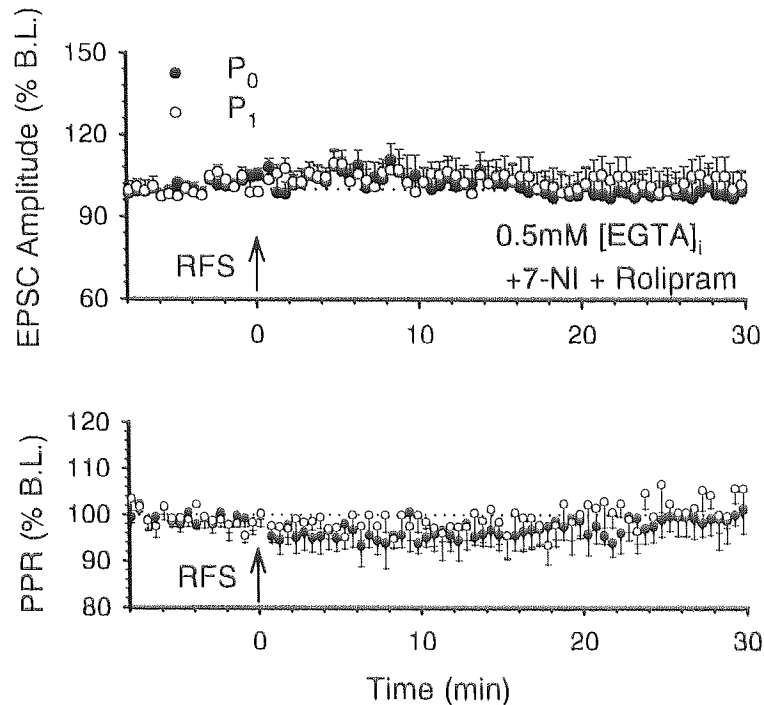 EPSC Amplitude (% B.L.)
150
120
90
60
P0
P1
RFS
0.5mM [EGTA]i
+7-NI + Rolipram
0 10 20 30
PPR (% B.L.)
120
110
100
90
80
RFS
0 10 20 30
Time (min)